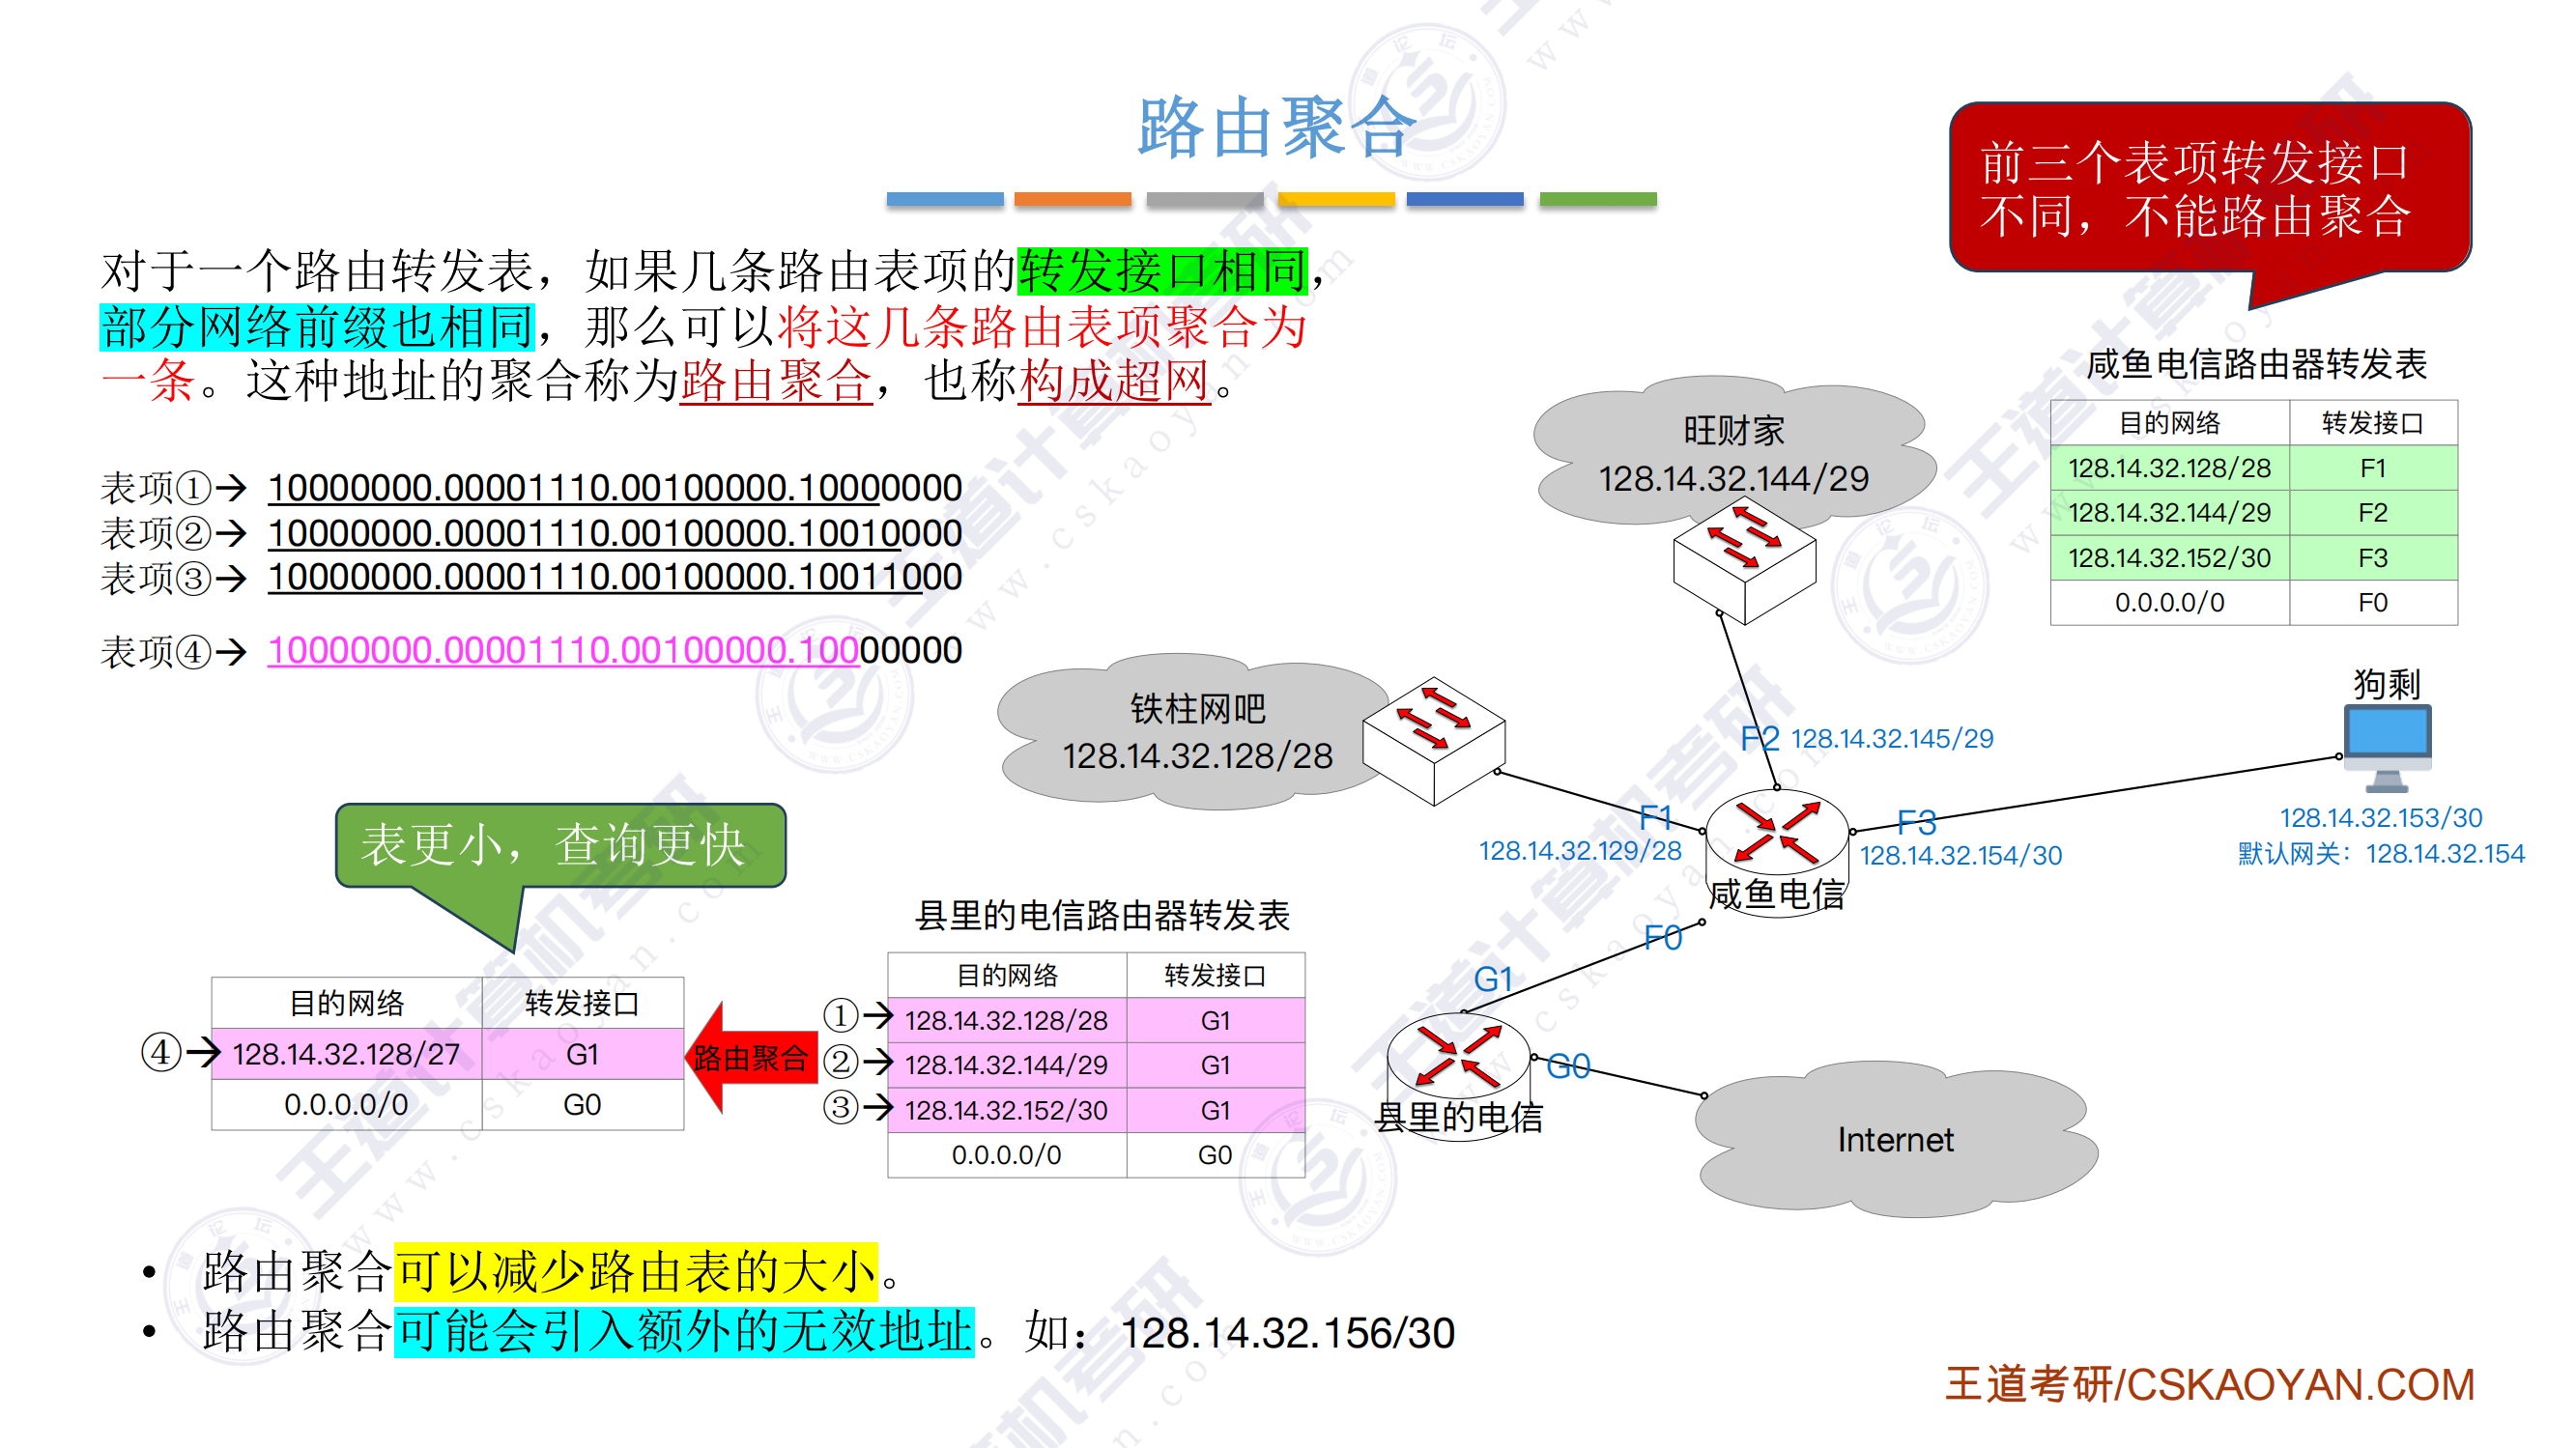 路由聚合
前三个表项转发接口
不同，不能路由聚合
对于一个路由转发表，如果几条路由表项的转发接口相同，
部分网络前缀也相同，那么可以将这几条路由表项聚合为
一条。这种地址的聚合称为路由聚合，也称构成超网。
表项①→ 10000000.00001110.00100000.10000000
表项②→ 10000000.00001110.00100000.10010000
表项③→ 10000000.00001110.00100000.10011000
表项④→ 10000000.00001110.00100000.10000000
咸鱼电信路由器转发表
目的网络 转发接口
128.14.32.128/28 F1
128.14.32.144/29 F2
128.14.32.152/30 F3
0.0.0.0/0 F0
旺财家
128.14.32.144/29
铁柱网吧
128.14.32.128/28
狗剩
128.14.32.153/30
默认网关：128.14.32.154
F2 128.14.32.145/29
F1
128.14.32.129/28
F3
128.14.32.154/30
咸鱼电信
F0
G1
G0
县里的电信
Internet
表更小，查询更快
目的网络 转发接口
④→ 128.14.32.128/27 G1
0.0.0.0/0 G0
路由聚合
县里的电信路由器转发表
目的网络 转发接口
①→ 128.14.32.128/28 G1
②→ 128.14.32.144/29 G1
③→ 128.14.32.152/30 G1
0.0.0.0/0 G0
• 路由聚合可以减少路由表的大小。
• 路由聚合可能会引入额外的无效地址。如：128.14.32.156/30
王道考研/CSKAOYAN.COM
王道计算机考研
www.cskaoyan.com